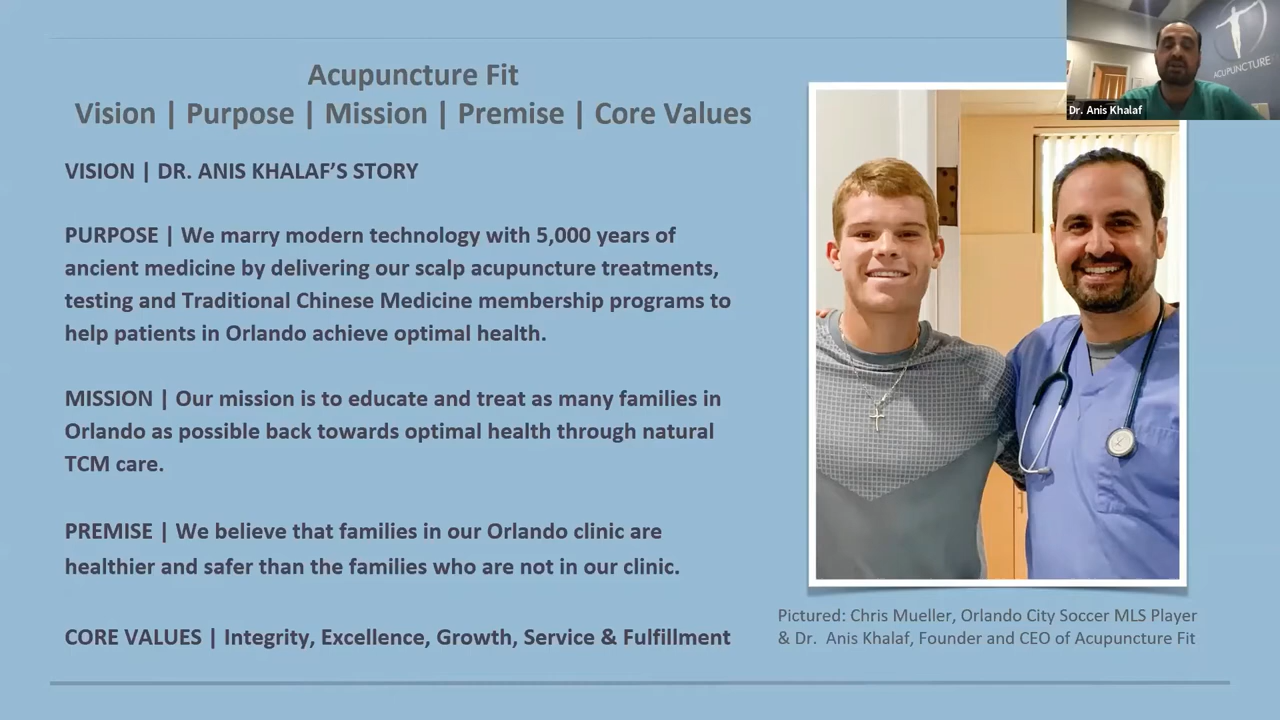 Acupuncture Fit
Vision | Purpose | Mission | Premise | Core Values
VISION | DR. ANIS KHALAF’S STORY
PURPOSE | We marry modern technology with 5,000 years of
ancient medicine by delivering our scalp acupuncture treatments,
testing and Traditional Chinese Medicine membership programs to
help patients in Orlando achieve optimal health.
MISSION | Our mission is to educate and treat as many families in
Orlando as possible back towards optimal health through natural
TCM care.
PREMISE | We believe that families in our Orlando clinic are
healthier and safer than the families who are not in our clinic.
CORE VALUES | Integrity, Excellence, Growth, Service & Fulfillment
ACUPUNCTURE
Dr. Anis Khalaf
Pictured: Chris Mueller, Orlando City Soccer MLS Player
& Dr.  Anis Khalaf, Founder and CEO of Acupuncture Fit